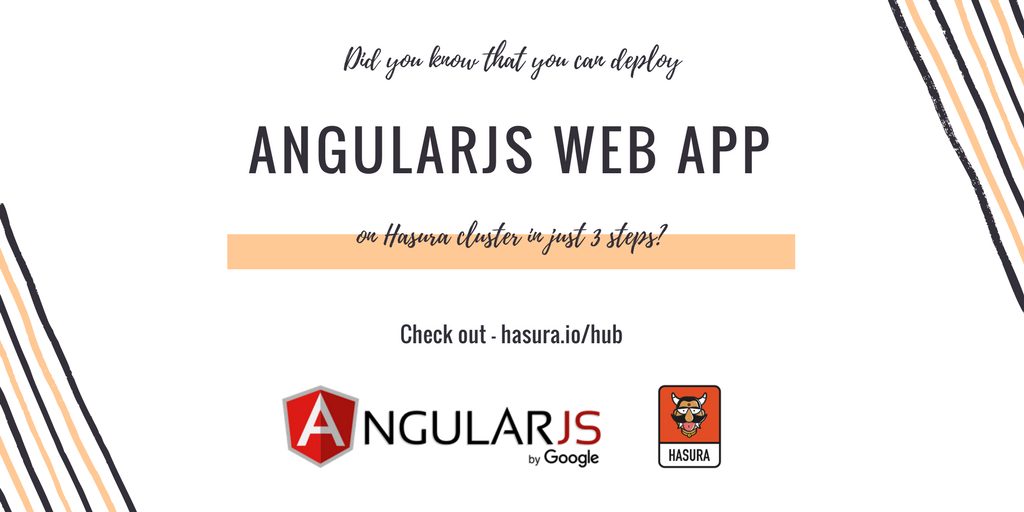 Did you know that you can deploy
ANGULARJS WEB APP
on Hasura cluster in just 3 steps?
Check out - hasura.io/hub
ANGULARJS
by Google
HASURA